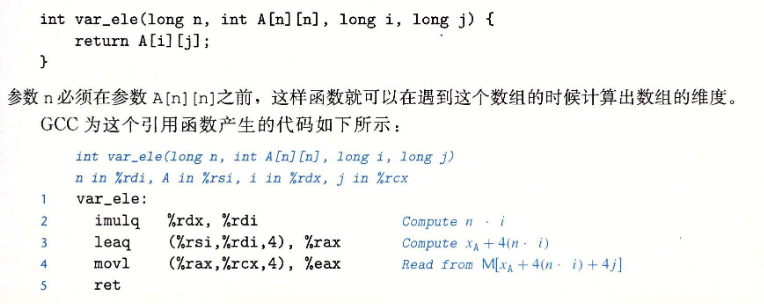 int var_ele(long n, int A[n][n], long i, long j) {
    return A[i][j];
}
参数 n 必须在参数 A[n][n]之前，这样函数就可以在遇到这个数组的时候计算出数组的维度。
GCC 为这个引用函数产生的代码如下所示：
int var_ele(long n, int A[n][n], long i, long j)
n in %rdi, A in %rsi, i in %rdx, j in %rcx
1 var_ele:
2 imulq %rdx, %rdi Compute n · i
3 leaq (%rsi,%rdi,4), %rax Compute xA + 4(n · i)
4 movl (%rax,%rcx,4), %eax Read from M[xA + 4(n · i) + 4j]
5 ret